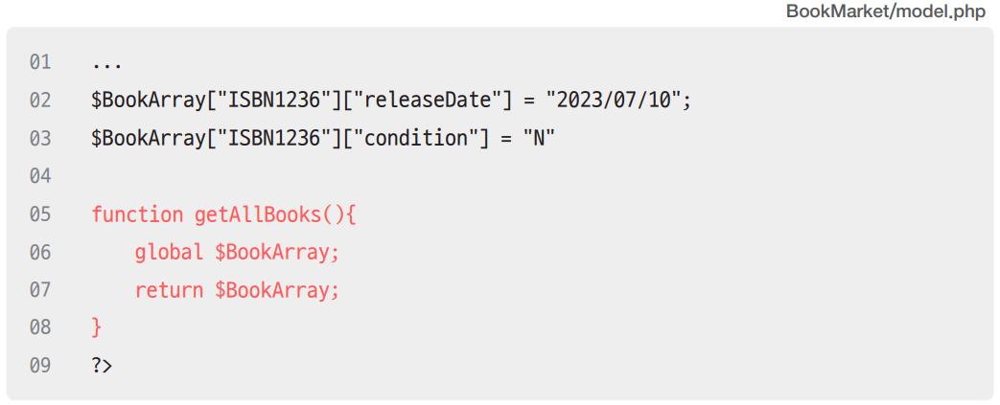 BookMarket/model.php
01 ...
02 $BookArray["ISBN1236"]["releaseDate"] = "2023/07/10";
03 $BookArray["ISBN1236"]["condition"] = "N"
04
05 function getAllBooks(){
06 global $BookArray;
07 return $BookArray;
08 }
09 ?>